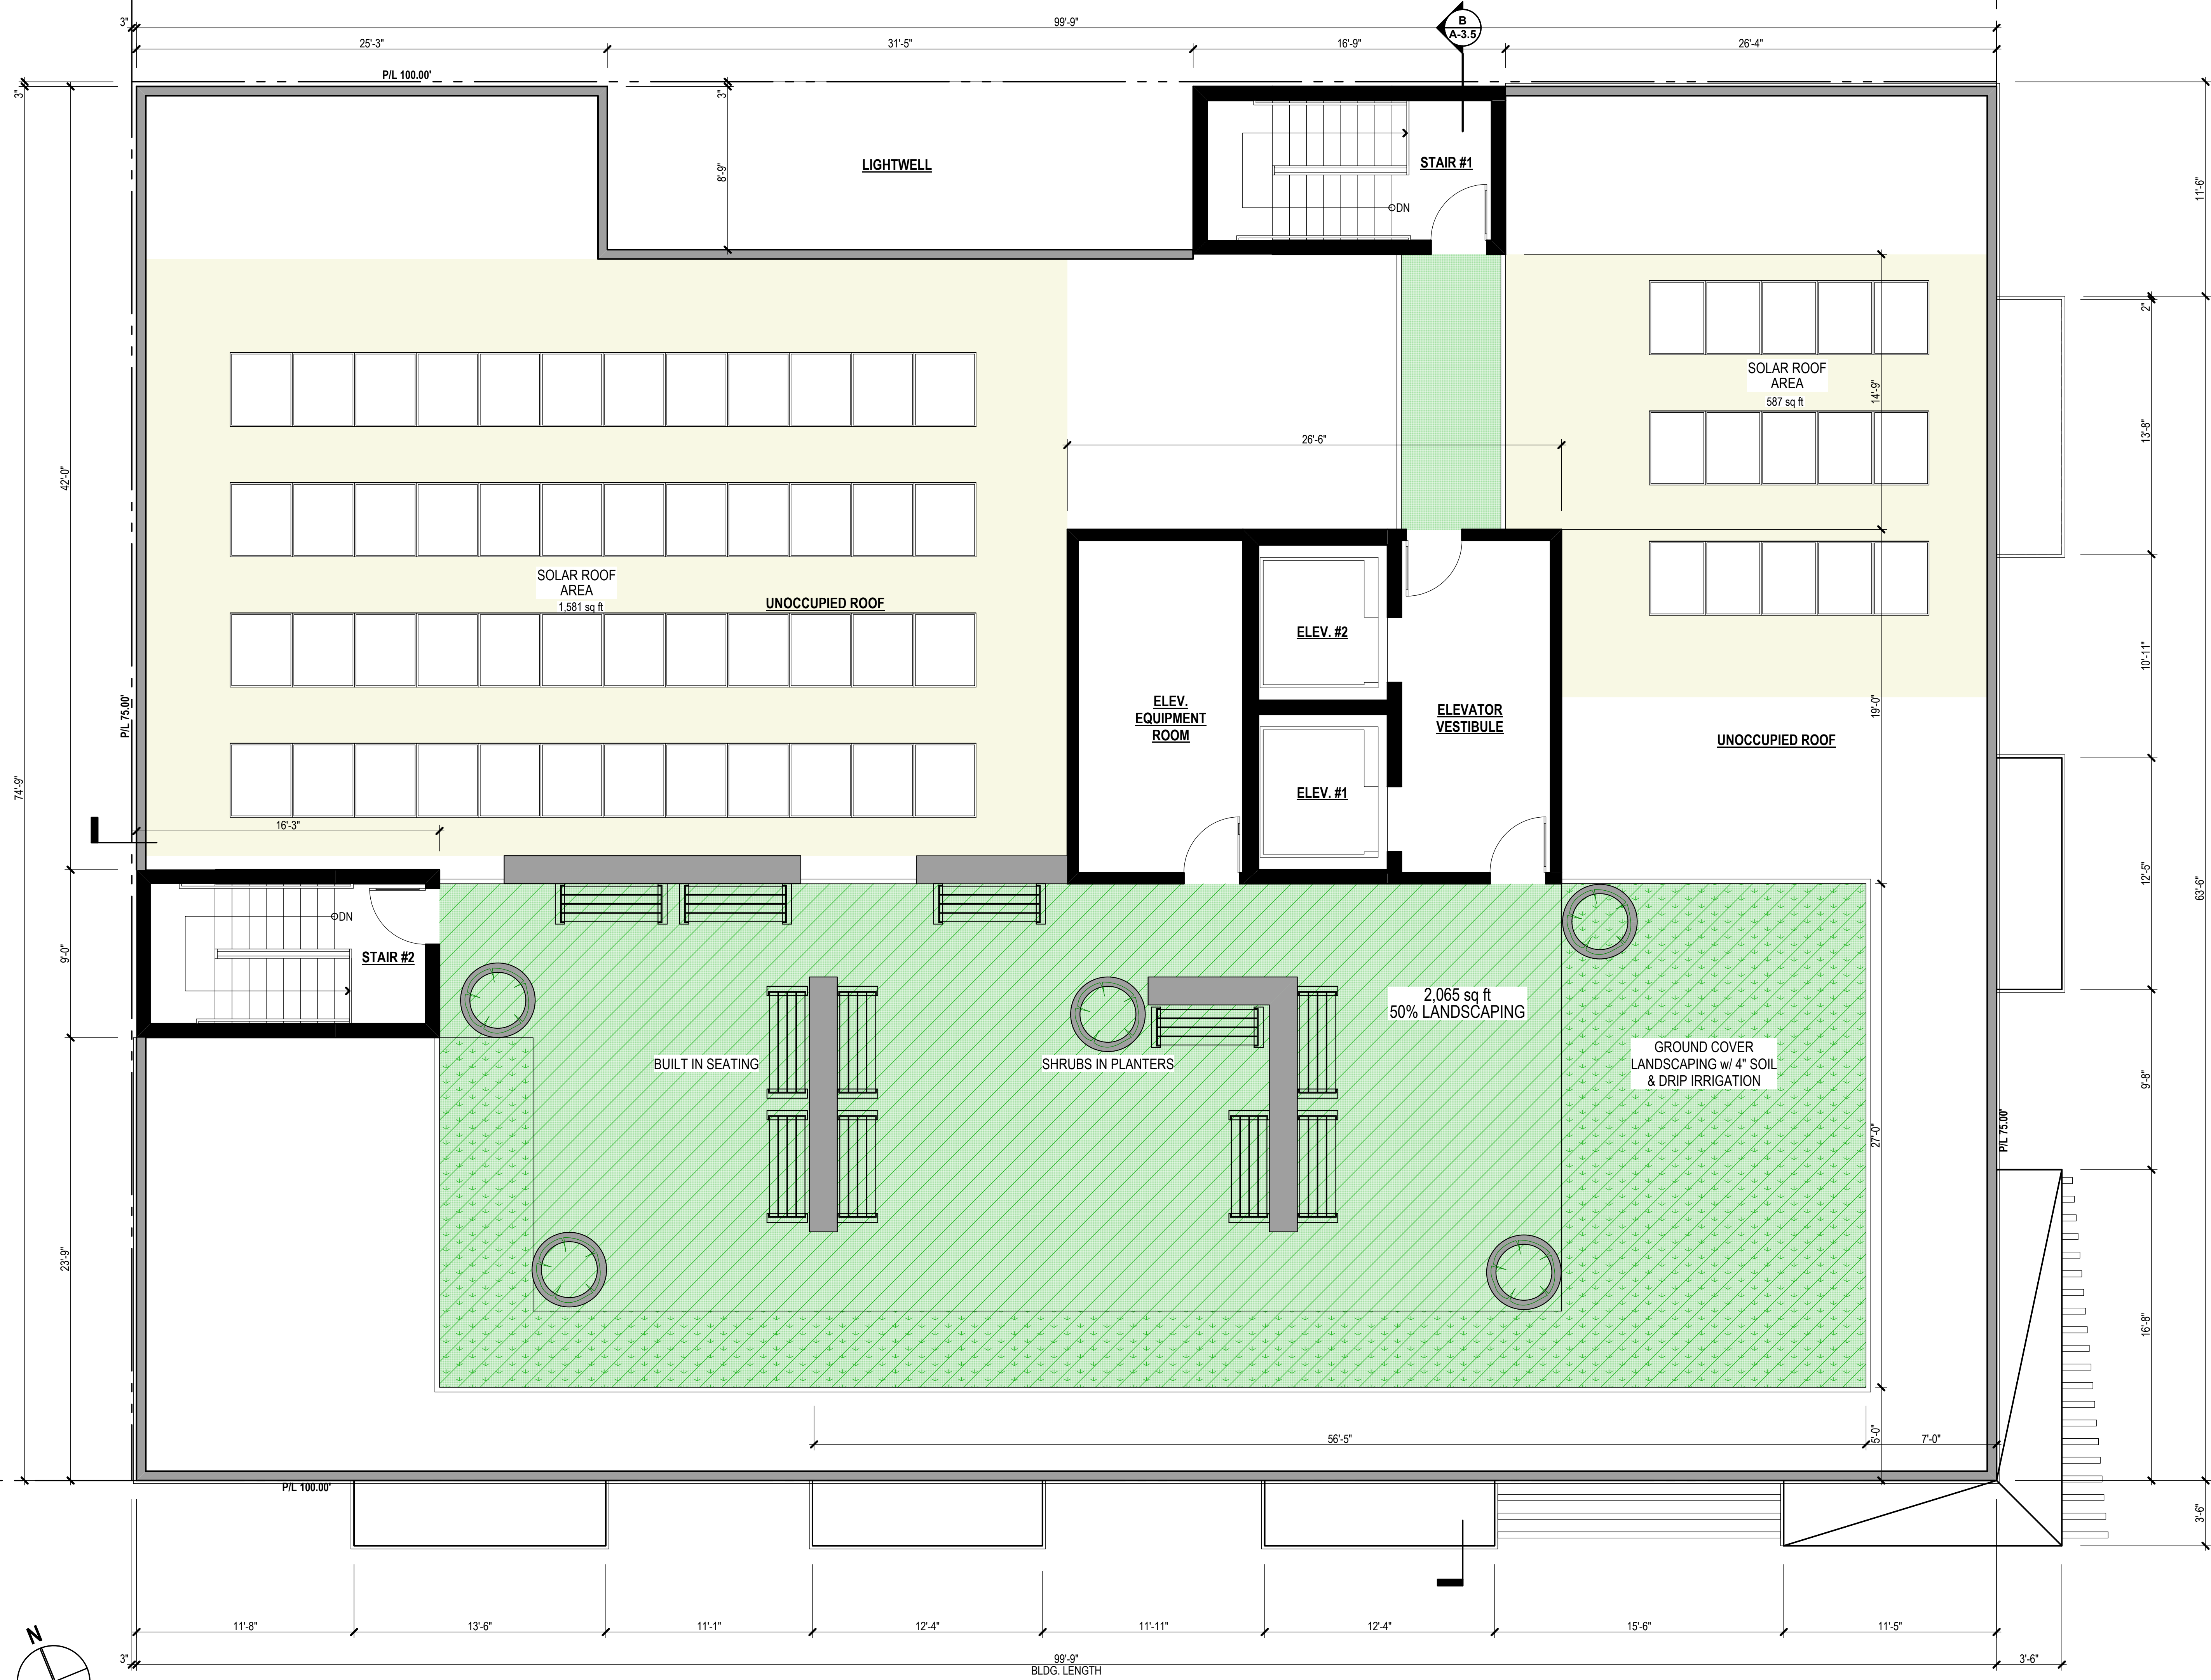 3"
99'-9"
B
A-3.5
25'-3"
31'-5"
16'-9"
26'-4"
P/L 100.00'
3"
3"
8'-9"
LIGHTWELL
STAIR #1
DN
11'-6"
2"
SOLAR ROOF
AREA
587 sq ft
14'-9"
13'-8"
26'-6"
42'-0"
SOLAR ROOF
AREA
1,581 sq ft
UNOCCUPIED ROOF
ELEV. #2
ELEV.
EQUIPMENT
ROOM
ELEVATOR
VESTIBULE
19'-0"
10'-11"
UNOCCUPIED ROOF
P/L 75.00'
74'-9"
ELEV. #1
16'-3"
12'-5"
63'-6"
DN
STAIR #2
9'-0"
2,065 sq ft
50% LANDSCAPING
BUILT IN SEATING
SHRUBS IN PLANTERS
GROUND COVER
LANDSCAPING w/ 4" SOIL
& DRIP IRRIGATION
9'-8"
27'-0"
P/L 75.00'
23'-9"
16'-8"
56'-5"
5'-0"
7'-0"
P/L 100.00'
3'-6"
N
11'-8"
13'-6"
11'-1"
12'-4"
11'-11"
12'-4"
15'-6"
11'-5"
3"
99'-9"
BLDG. LENGTH
3'-6"